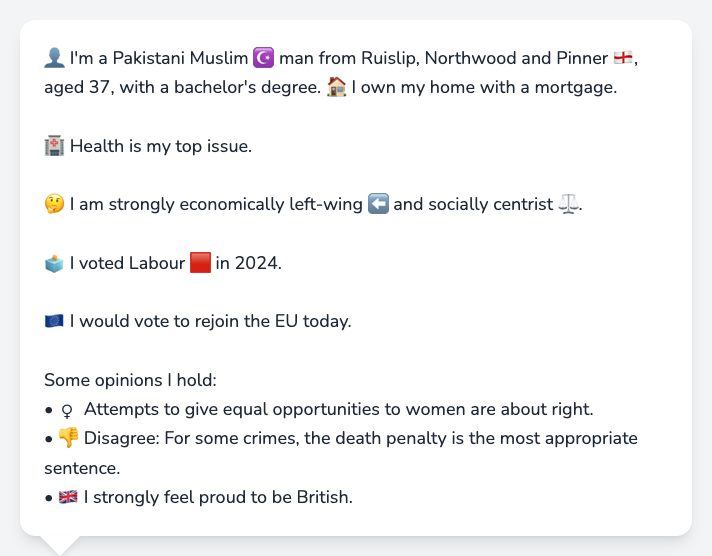 👤 I'm a Pakistani Muslim ☪️ man from Ruislip, Northwood and Pinner 🏴󠁧󠁢󠁥󠁮󠁧󠁿,
aged 37, with a bachelor's degree. 🏠 I own my home with a mortgage.
🏥 Health is my top issue.
🤔 I am strongly economically left-wing ⬅️ and socially centrist ⚖️.
🗳️ I voted Labour 🟥 in 2024.
🇪🇺 I would vote to rejoin the EU today.
Some opinions I hold:
• ♀ Attempts to give equal opportunities to women are about right.
• 👎 Disagree: For some crimes, the death penalty is the most appropriate
sentence.
• 🇬🇧 I strongly feel proud to be British.